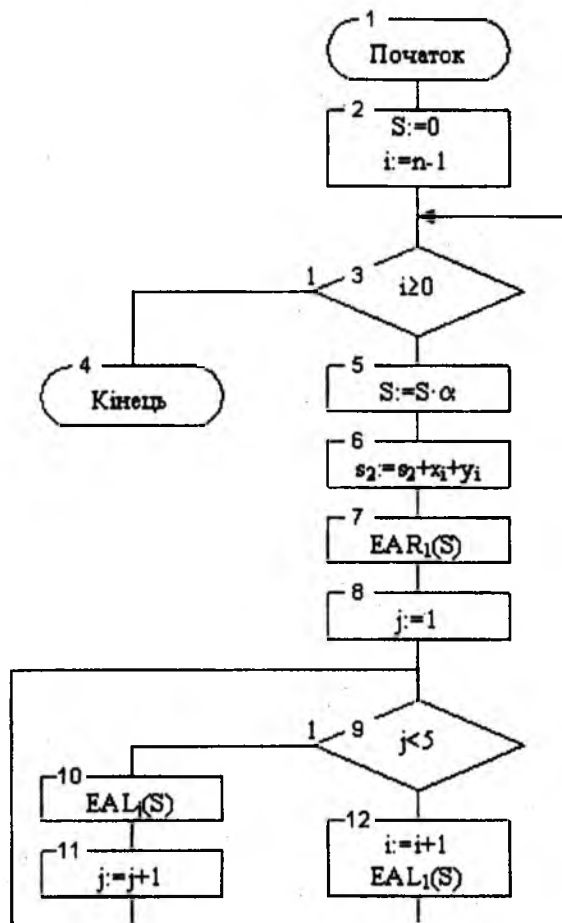 1
Початок
2
S:=0
i:=n-1
1 3
i≥0
4
Кінець
5
S:=S·α
6
s₂:=s₂+xᵢ+yᵢ
7
EAR₁(S)
8
j:=1
1 9
j<5
10
EALⱼ(S)
11
j:=j+1
12
i:=i+1
EAL₁(S)